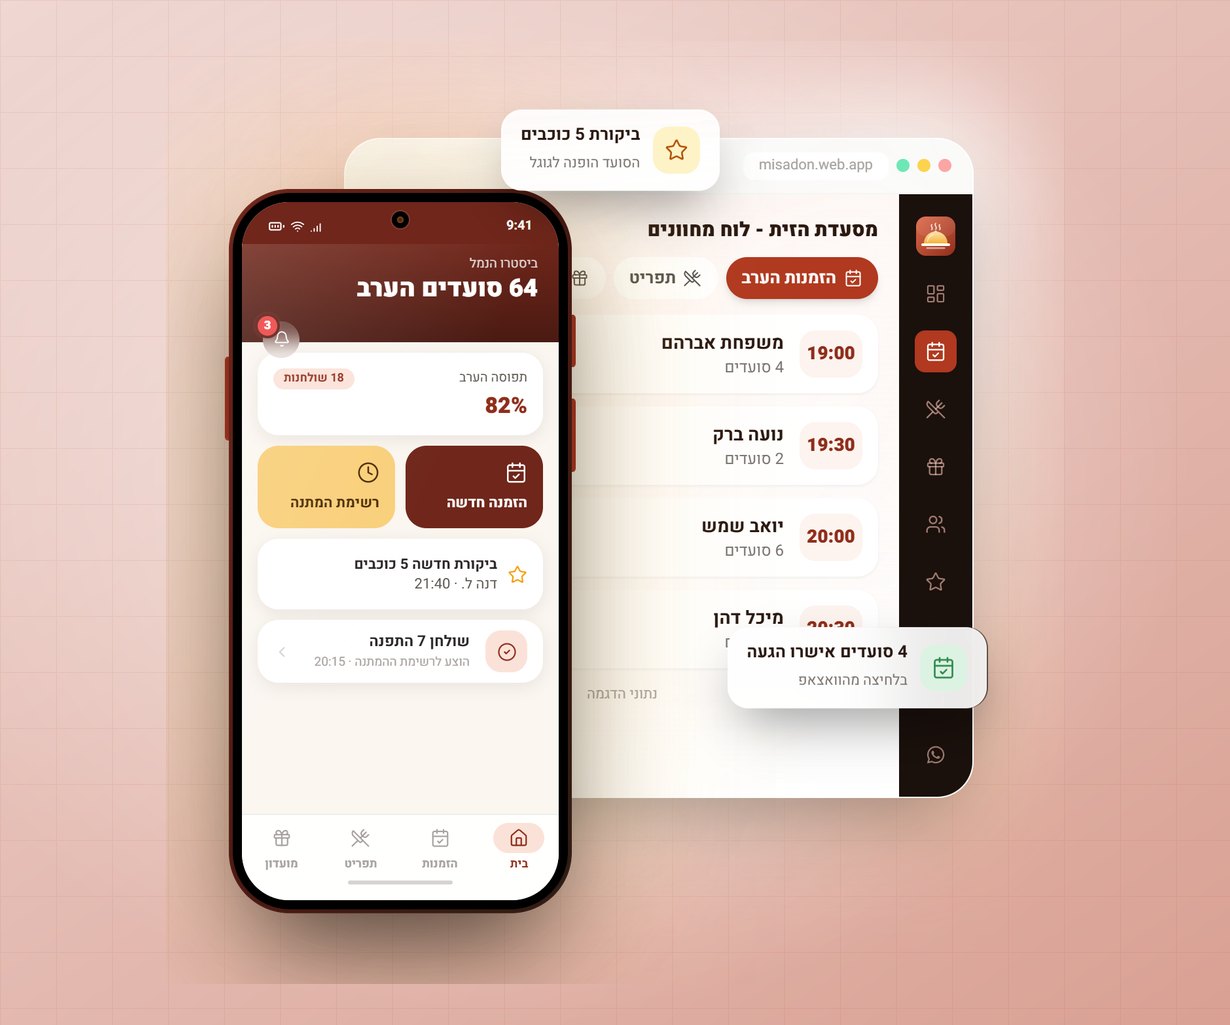 ביקורת 5 כוכבים
הסועד הופנה לגוגל
misadon.web.app
מסעדת הזית - לוח מחוונים
הזמנות הערב
תפריט
19:00
משפחת אברהם
4 סועדים
19:30
נועה ברק
2 סועדים
20:00
יואב שמש
6 סועדים
20:30
מיכל דהן
4 סועדים אישרו הגעה
בלחיצה מהוואצאפ
נתוני הדגמה
9:41
ביסטרו הנמל
64 סועדים הערב
3
תפוסה הערב
18 שולחנות
82%
הזמנה חדשה
רשימת המתנה
ביקורת חדשה 5 כוכבים
דנה ל. · 21:40
שולחן 7 התפנה
הוצע לרשימת ההמתנה · 20:15
בית
הזמנות
תפריט
מועדון